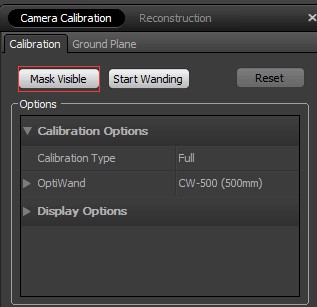 Camera Calibration Reconstruction
Calibration Ground Plane
Mask Visible Start Wanding Reset
Options
Calibration Options
Calibration Type Full
OptiWand CW-500 (500mm)
Display Options